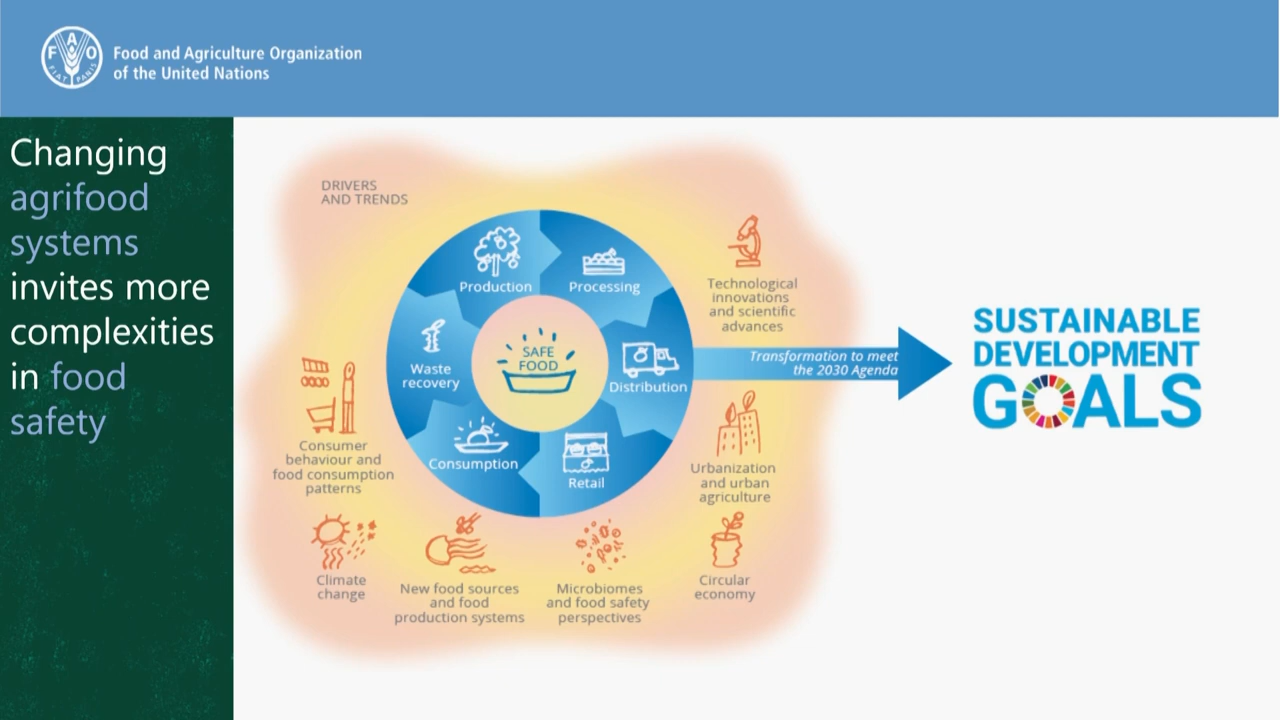 FAO
FIAT PANIS
Food and Agriculture Organization
of the United Nations
Changing
agrifood
systems
invites more
complexities
in food
safety
DRIVERS
AND TRENDS
Production
Processing
Distribution
Retail
Consumption
Waste
recovery
SAFE
FOOD
Technological
innovations
and scientific
advances
Transformation to meet
the 2030 Agenda
Urbanization
and urban
agriculture
Circular
economy
Microbiomes
and food safety
perspectives
New food sources
and food
production systems
Climate
change
Consumer
behaviour and
food consumption
patterns
SUSTAINABLE
DEVELOPMENT
GOALS